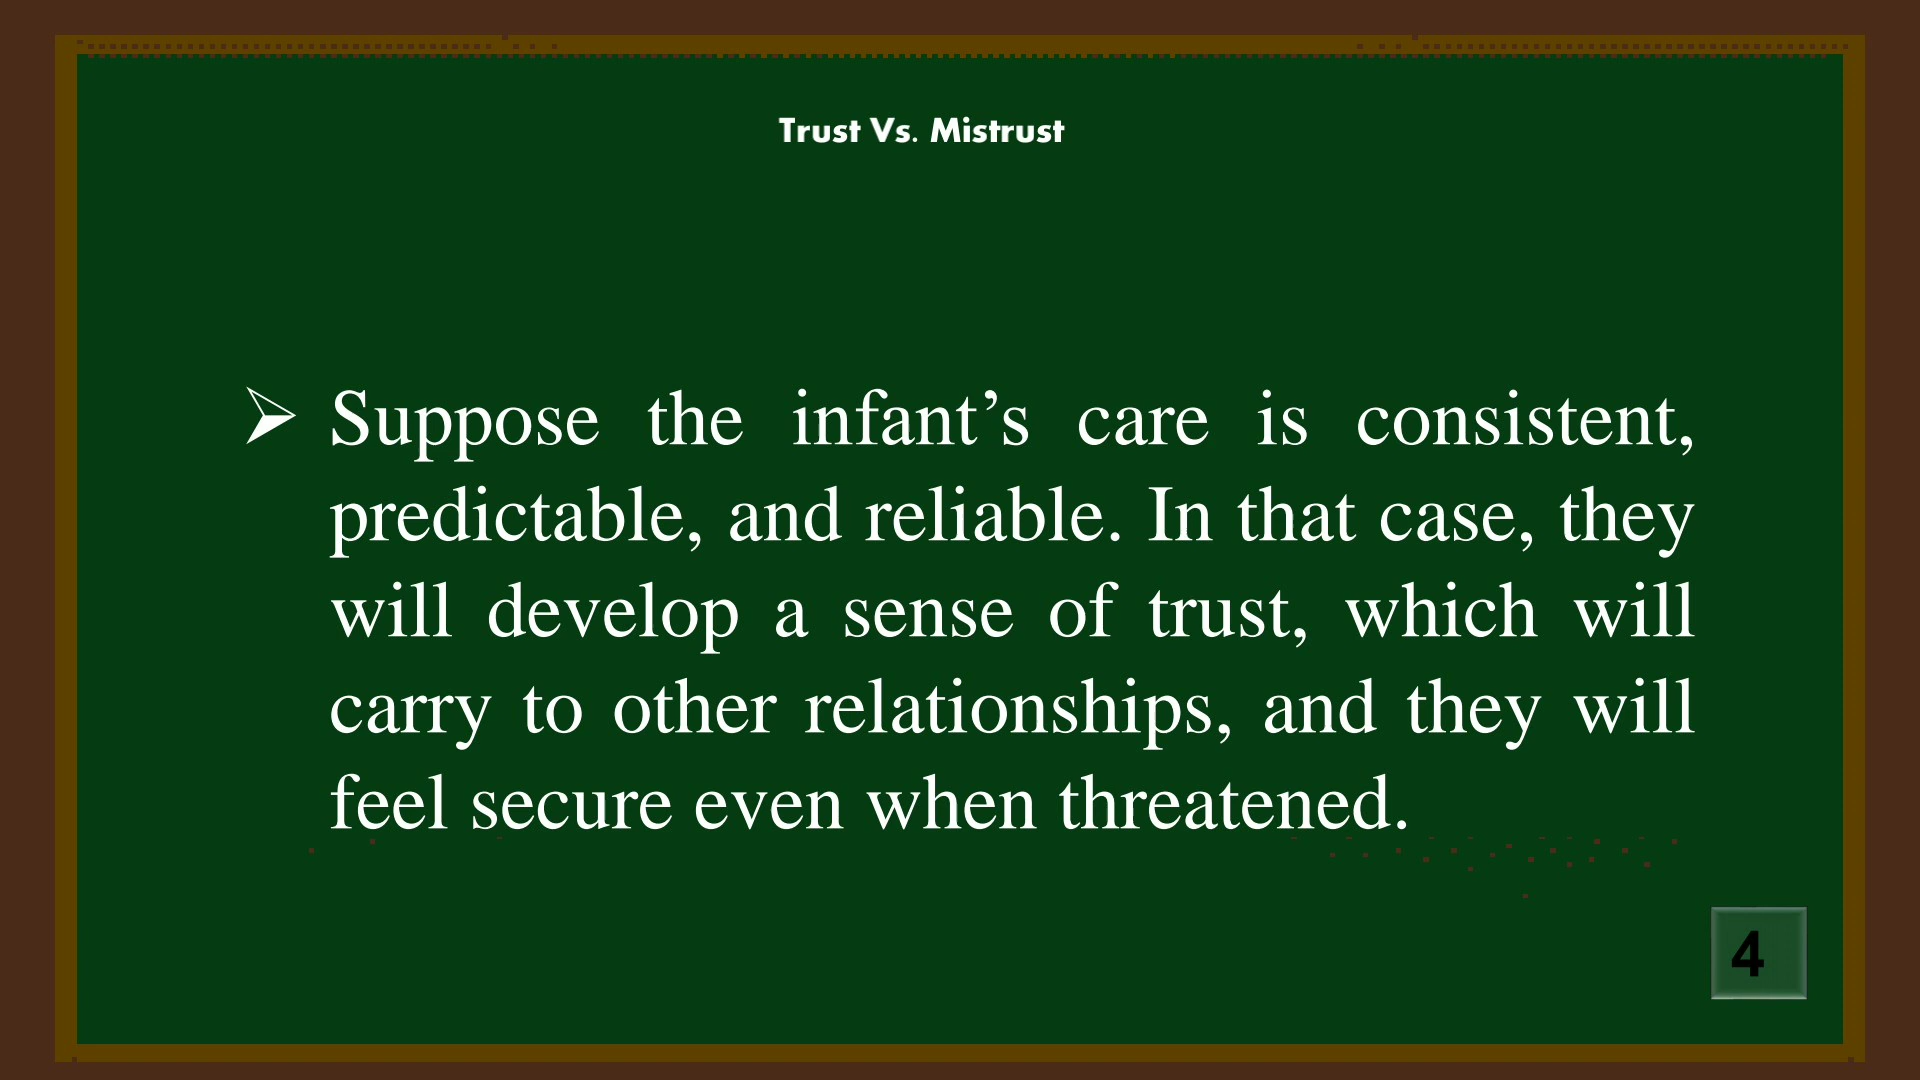 Trust Vs. Mistrust
➢ Suppose the infant’s care is consistent,
predictable, and reliable. In that case, they
will develop a sense of trust, which will
carry to other relationships, and they will
feel secure even when threatened.
4